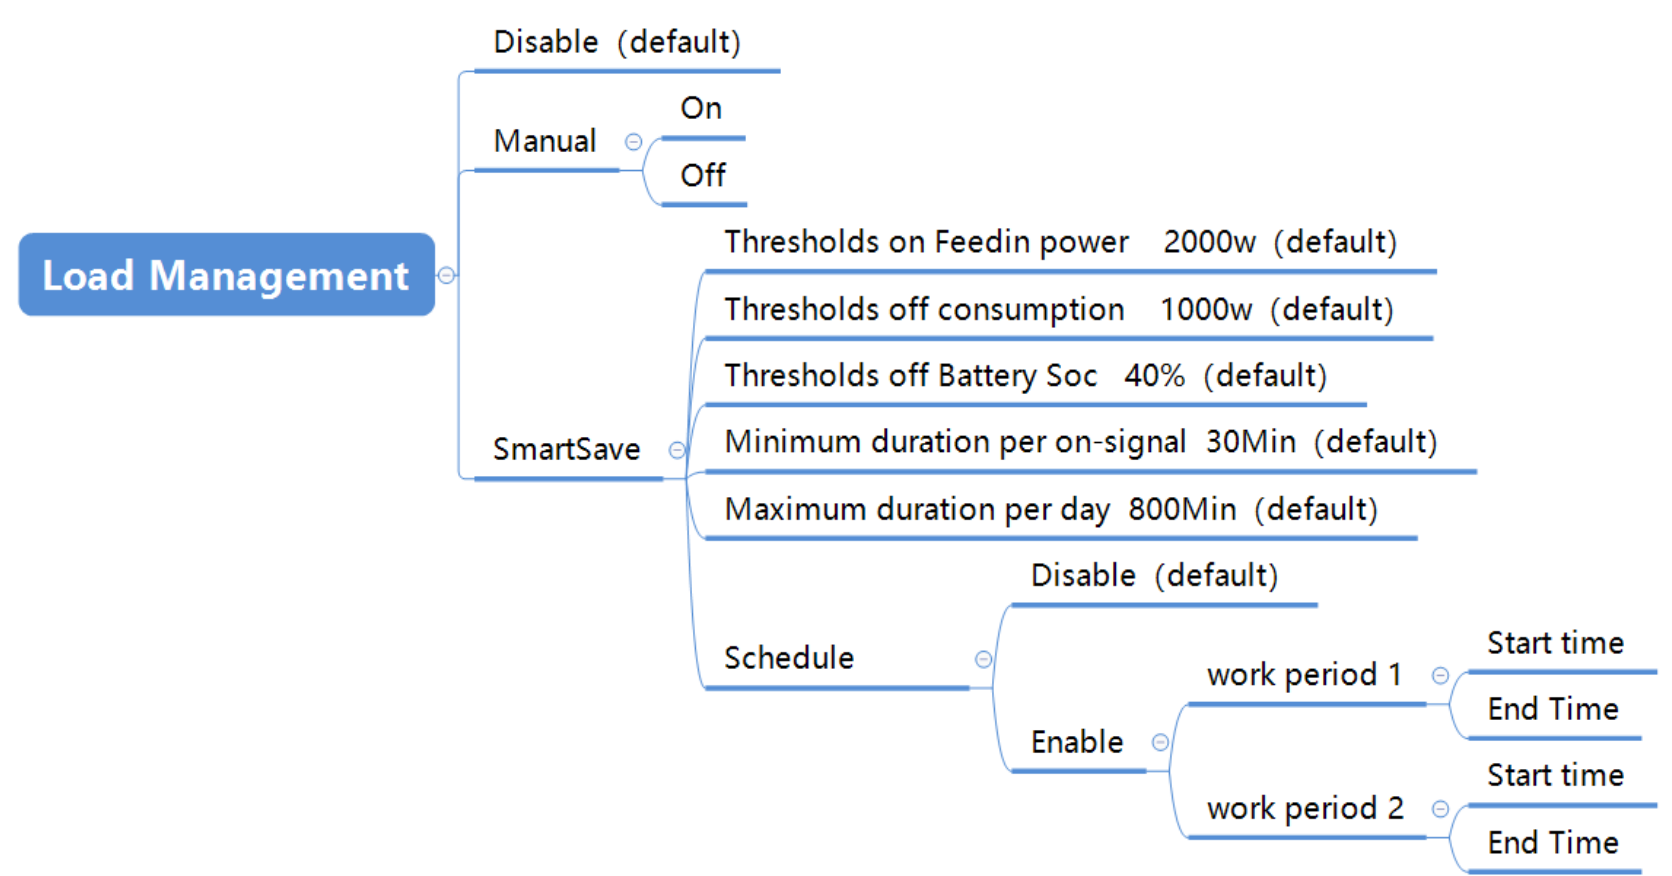 Disable (default)
On
Manual
Off
Thresholds on Feedin power 2000w (default)
Load Management
Thresholds off consumption 1000w (default)
Thresholds off Battery Soc 40% (default)
Minimum duration per on-signal 30Min (default)
SmartSave
Maximum duration per day 800Min (default)
Disable (default)
Schedule
Start time
work period 1
End Time
Enable
Start time
work period 2
End Time